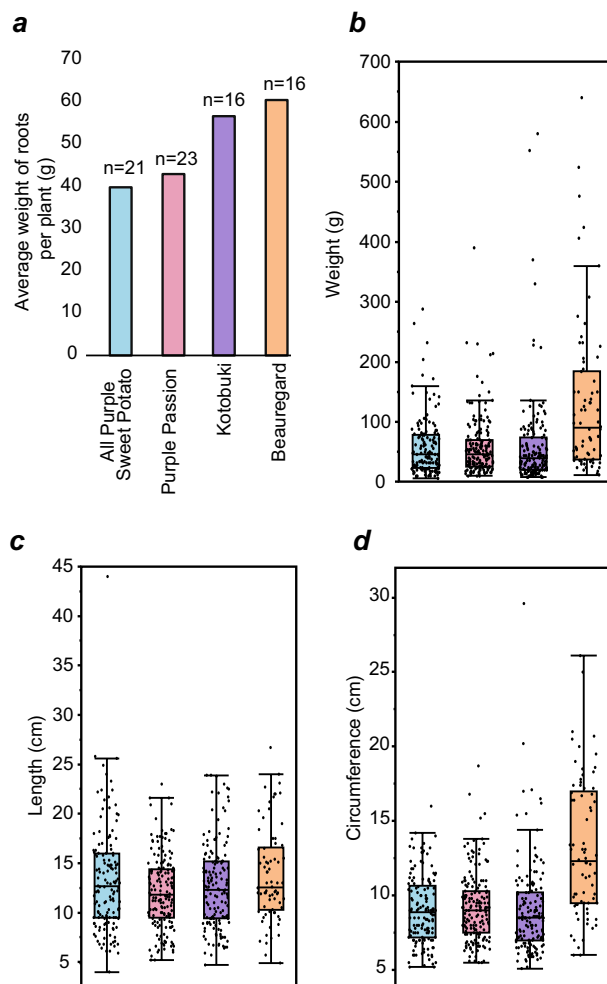 a
Average weight of roots
per plant (g)
70
60
50
40
30
20
10
0
n=21
n=23
n=16
n=16
All Purple
Sweet Potato
Purple Passion
Kotobuki
Beauregard
b
Weight (g)
700
600
500
400
300
200
100
0
c
Length (cm)
45
40
35
30
25
20
15
10
5
d
Circumference (cm)
30
25
20
15
10
5